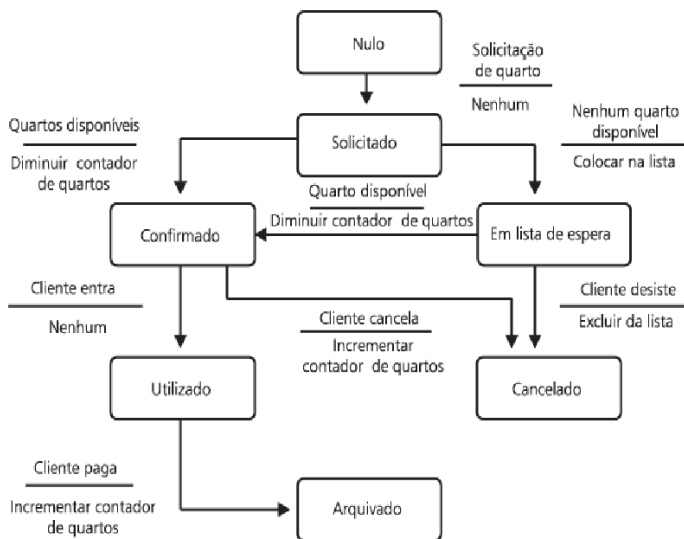 Nulo
Solicitação
de quarto
Nenhum
Quartos disponíveis
Diminuir contador
de quartos
Solicitado
Nenhum quarto
disponível
Colocar na lista
Quarto disponível
Diminuir contador de quartos
Confirmado
Em lista de espera
Cliente entra
Nenhum
Cliente cancela
Incrementar
contador de quartos
Cliente desiste
Excluir da lista
Utilizado
Cancelado
Cliente paga
Incrementar contador
de quartos
Arquivado